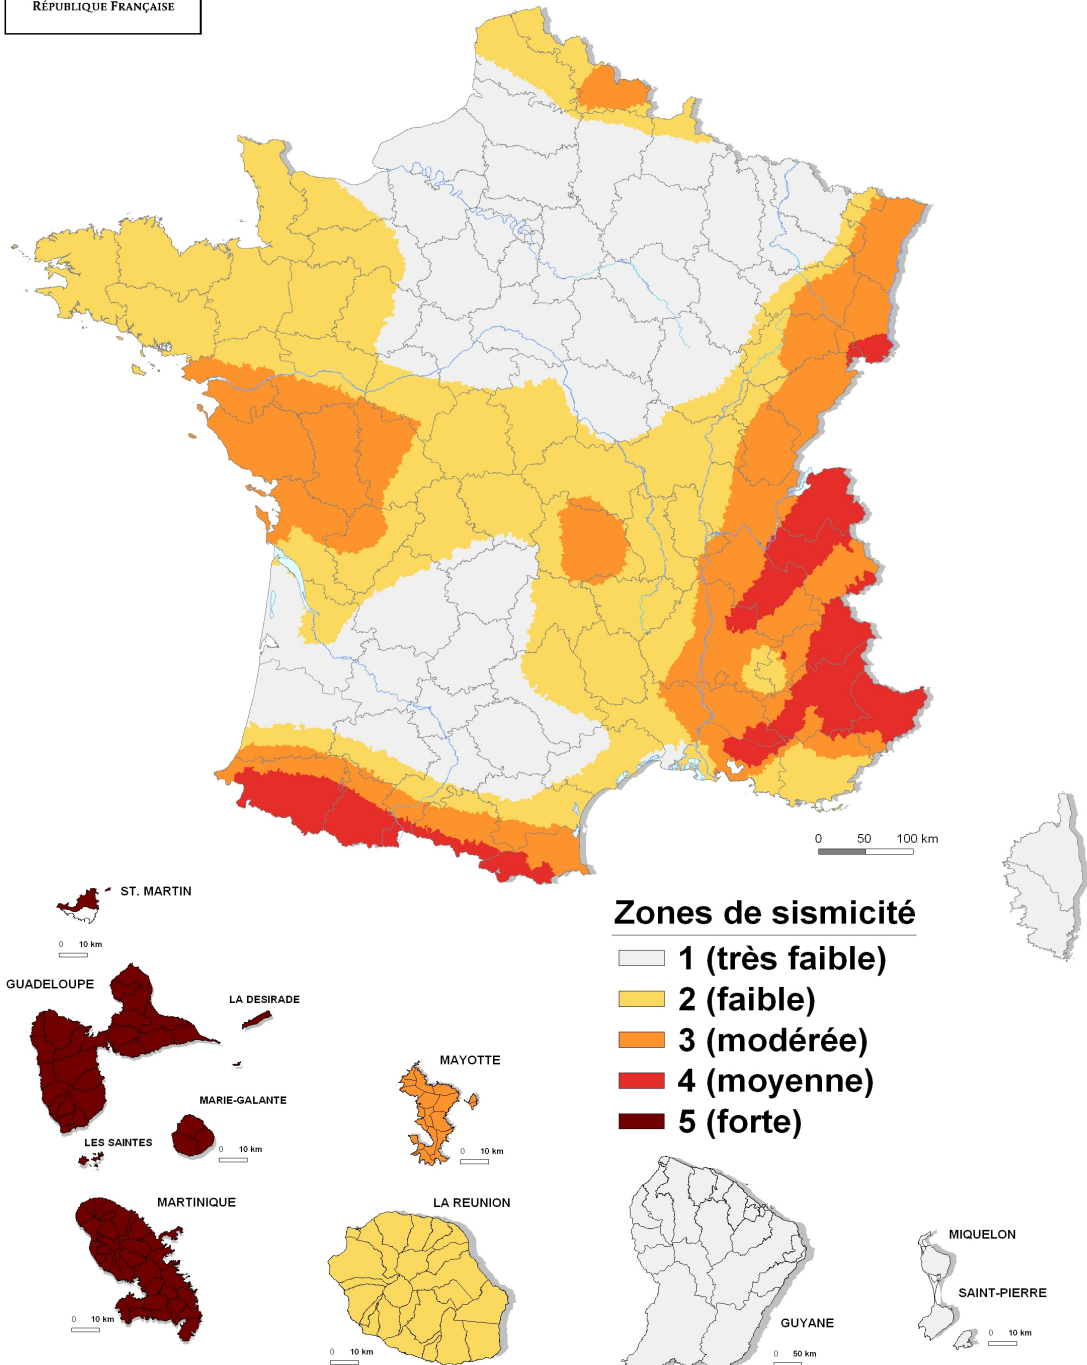 RÉPUBLIQUE FRANÇAISE
0 50 100 km
ST. MARTIN
0 10 km
GUADELOUPE
LA DESIRADE
MARIE-GALANTE
0 10 km
LES SAINTES
MAYOTTE
0 10 km
Zones de sismicité
1 (très faible)
2 (faible)
3 (modérée)
4 (moyenne)
5 (forte)
MARTINIQUE
0 10 km
LA REUNION
0 10 km
GUYANE
0 50 km
MIQUELON
SAINT-PIERRE
0 10 km